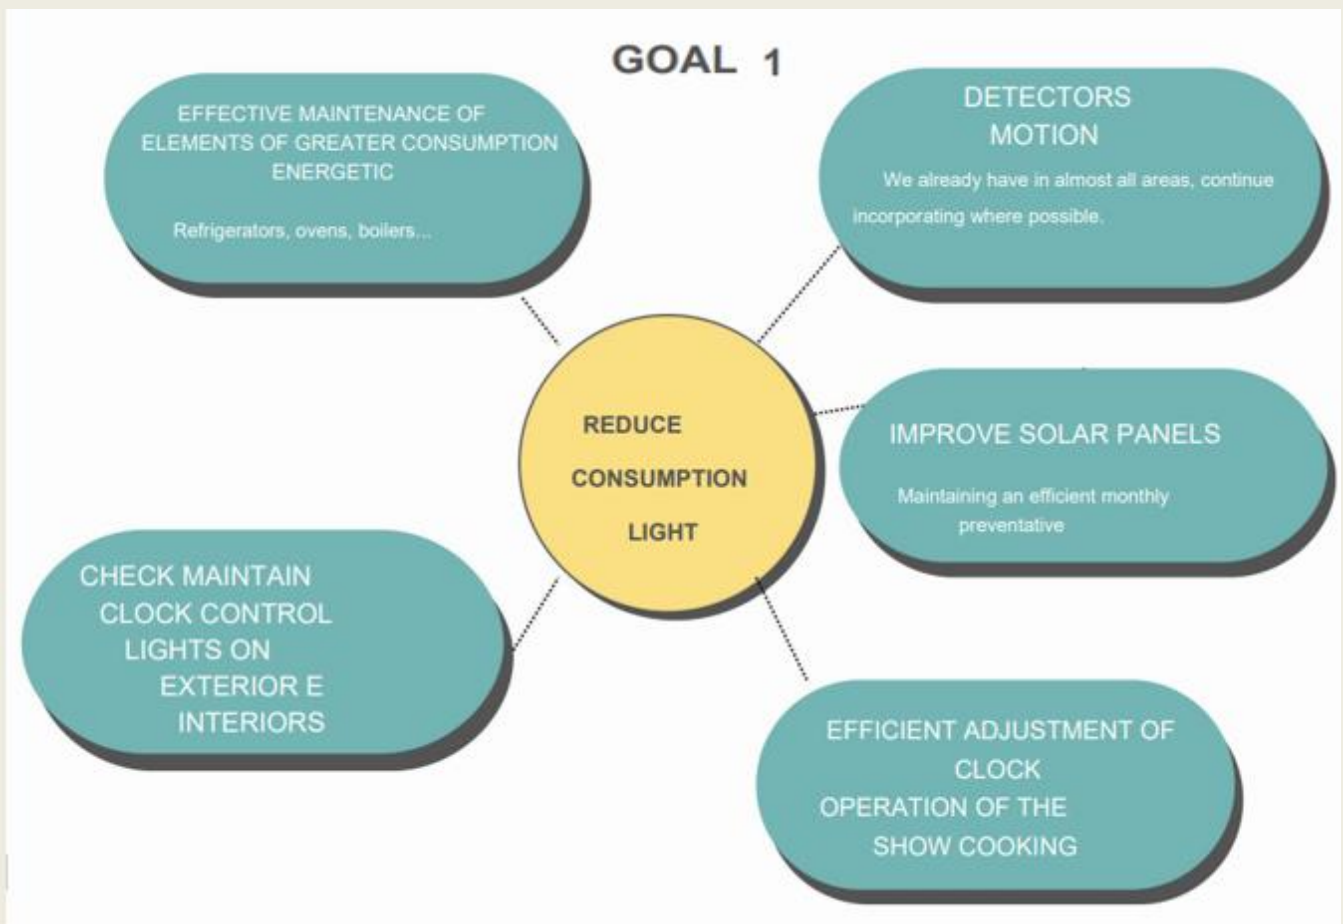 GOAL 1
EFFECTIVE MAINTENANCE OF
ELEMENTS OF GREATER CONSUMPTION
ENERGETIC
Refrigerators, ovens, boilers...
DETECTORS
MOTION
We already have in almost all areas, continue
incorporating where possible.
REDUCE
CONSUMPTION
LIGHT
IMPROVE SOLAR PANELS
Maintaining an efficient monthly
preventative
CHECK MAINTAIN
CLOCK CONTROL
LIGHTS ON
EXTERIOR E
INTERIORS
EFFICIENT ADJUSTMENT OF
CLOCK
OPERATION OF THE
SHOW COOKING